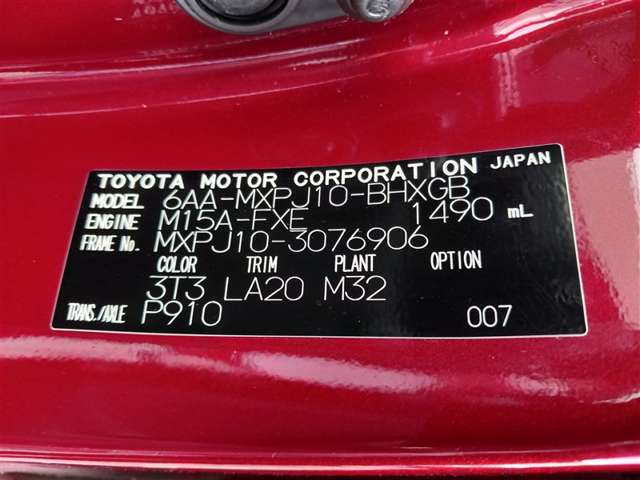 TOYOTA MOTOR CORPORATION JAPAN
MODEL 6AA-MXPJ10-BHXGB
ENGINE M15A-FXE 1490 mL
FRAME No. MXPJ10-3076906
COLOR TRIM PLANT OPTION
3T3 LA20 M32
TRANS./AXLE P910 007